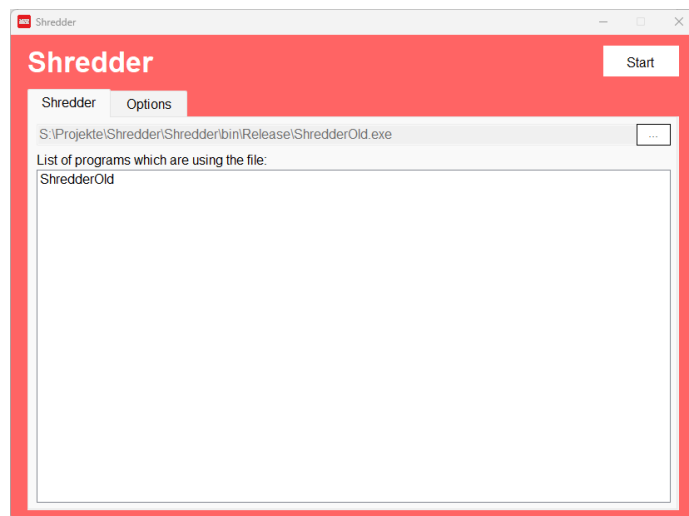 Shredder
Shredder
Start
Shredder
Options
S:\Projekte\Shredder\Shredder\bin\Release\ShredderOld.exe
...
List of programs which are using the file:
ShredderOld